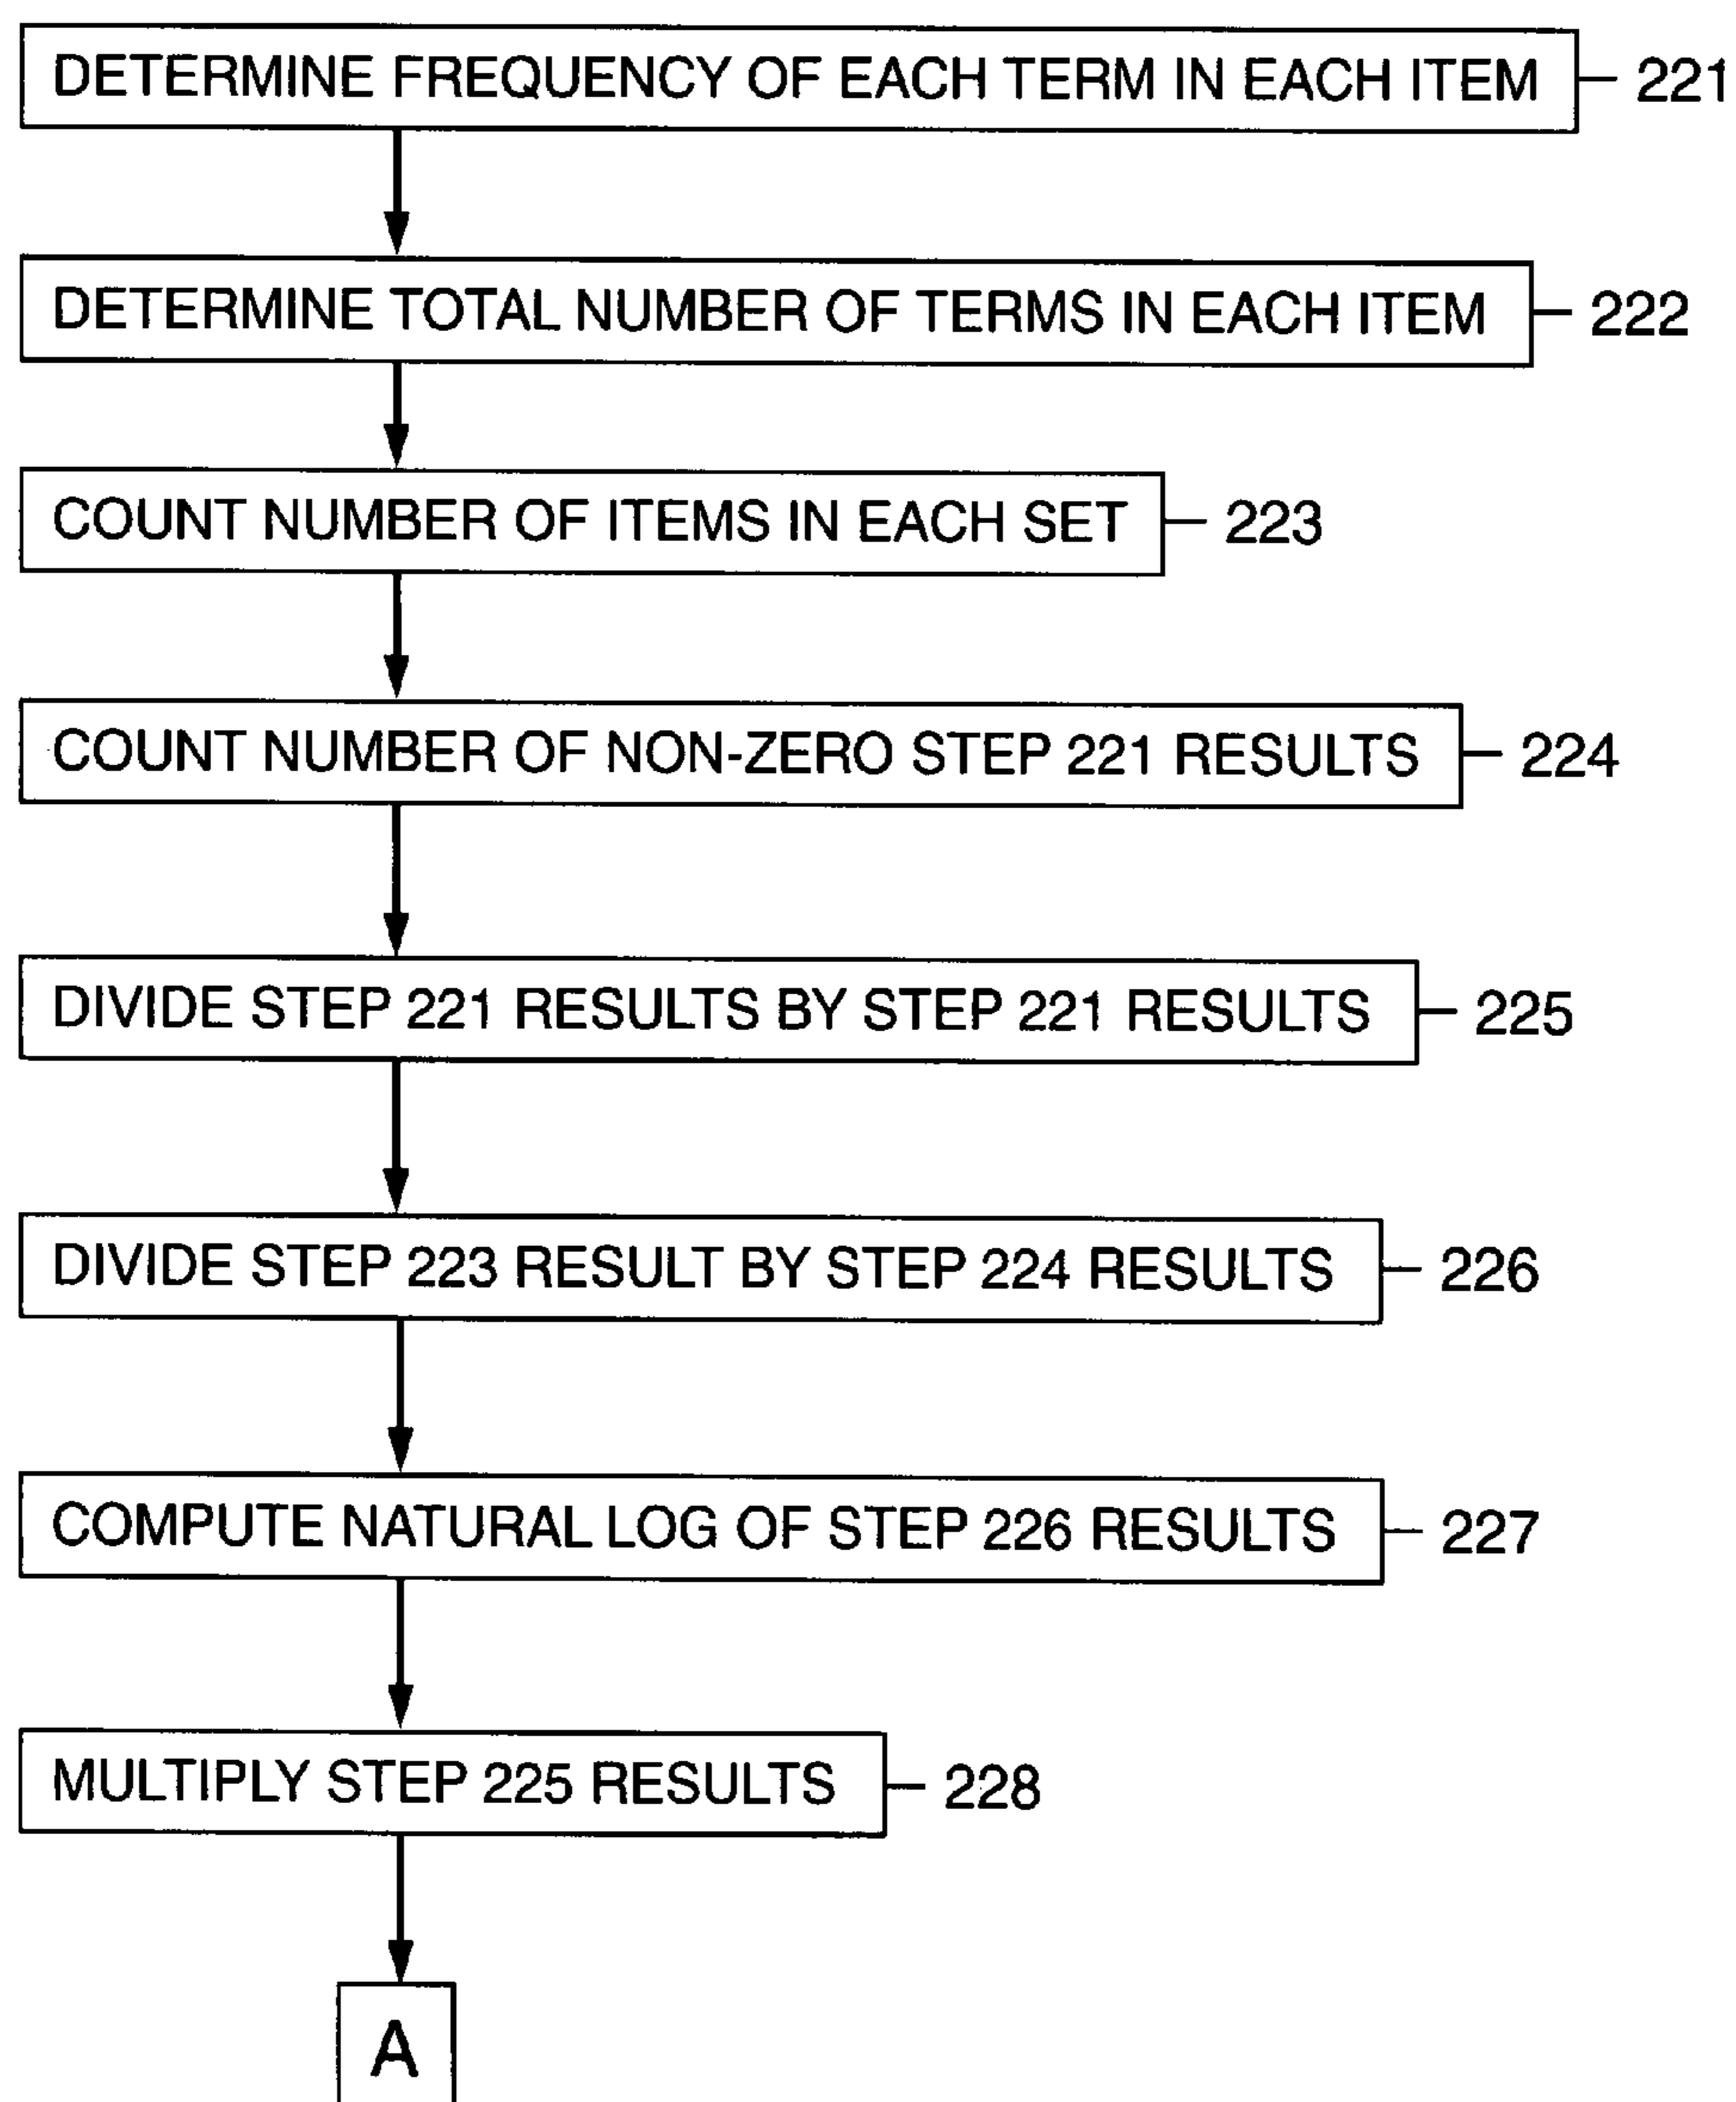 DETERMINE FREQUENCY OF EACH TERM IN EACH ITEM 221
DETERMINE TOTAL NUMBER OF TERMS IN EACH ITEM 222
COUNT NUMBER OF ITEMS IN EACH SET 223
COUNT NUMBER OF NON-ZERO STEP 221 RESULTS 224
DIVIDE STEP 221 RESULTS BY STEP 221 RESULTS 225
DIVIDE STEP 223 RESULT BY STEP 224 RESULTS 226
COMPUTE NATURAL LOG OF STEP 226 RESULTS 227
MULTIPLY STEP 225 RESULTS 228
A